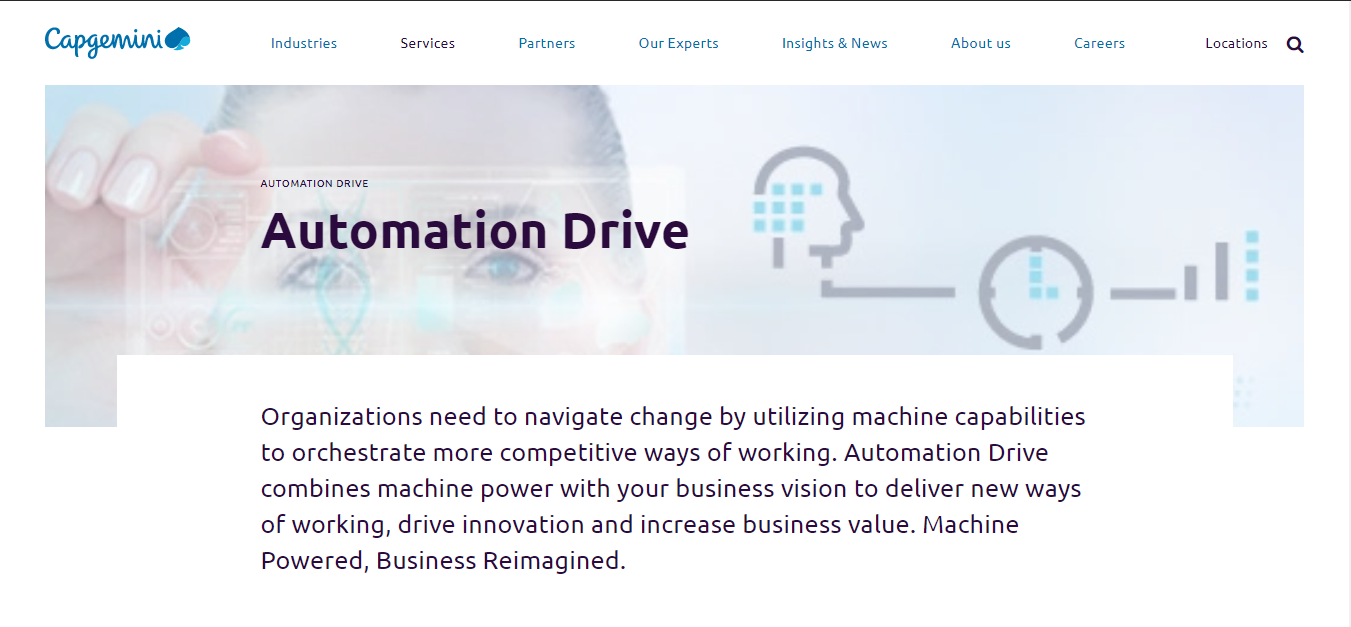 Capgemini
Industries
Services
Partners
Our Experts
Insights & News
About us
Careers
Locations
AUTOMATION DRIVE
Automation Drive
Organizations need to navigate change by utilizing machine capabilities
to orchestrate more competitive ways of working. Automation Drive
combines machine power with your business vision to deliver new ways
of working, drive innovation and increase business value. Machine
Powered, Business Reimagined.